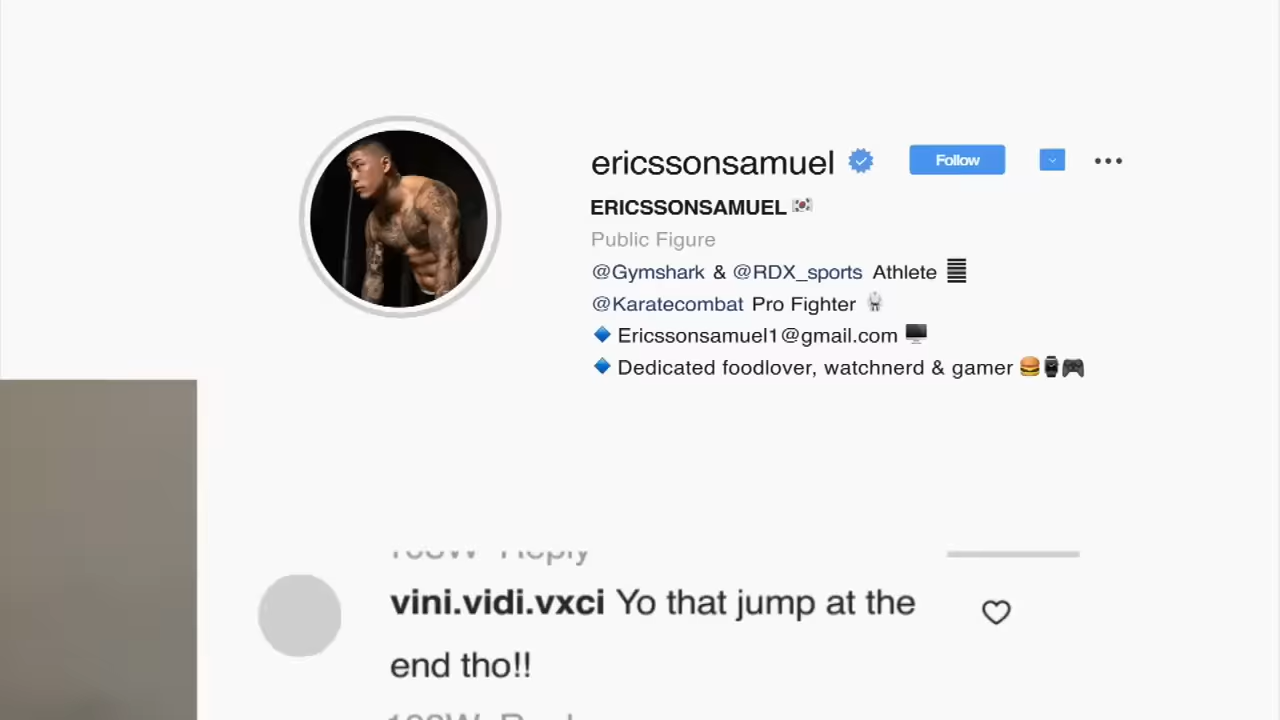 ericssonsamuel
Follow
ERICSSONSAMUEL
Public Figure
@Gymshark & @RDX_sports Athlete
@Karatecombat Pro Fighter
Ericssonsamuel1@gmail.com
Dedicated foodlover, watchnerd & gamer
Reply
vini.vidi.vxci Yo that jump at the
end tho!!